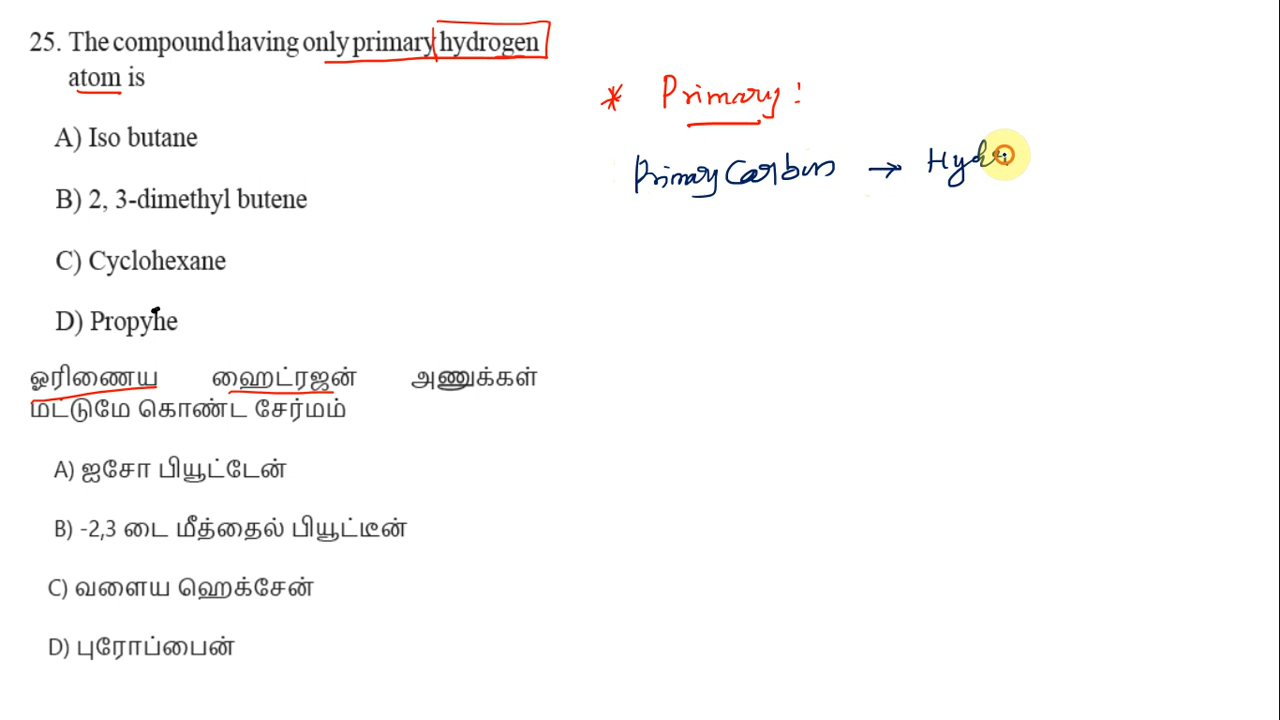 25. The compound having only primary hydrogen
atom is
A) Iso butane
B) 2, 3-dimethyl butene
C) Cyclohexane
D) Propyne
ஓரிணைய ஹைட்ரஜன் அணுக்கள்
மட்டுமே கொண்ட சேர்மம்
A) ஐசோ பியூட்டேன்
B) -2,3 டை மீத்தைல் பியூட்டீன்
C) வளைய ஹெக்சேன்
D) புரோப்பைன்
* Primary :
Primary Carbon →